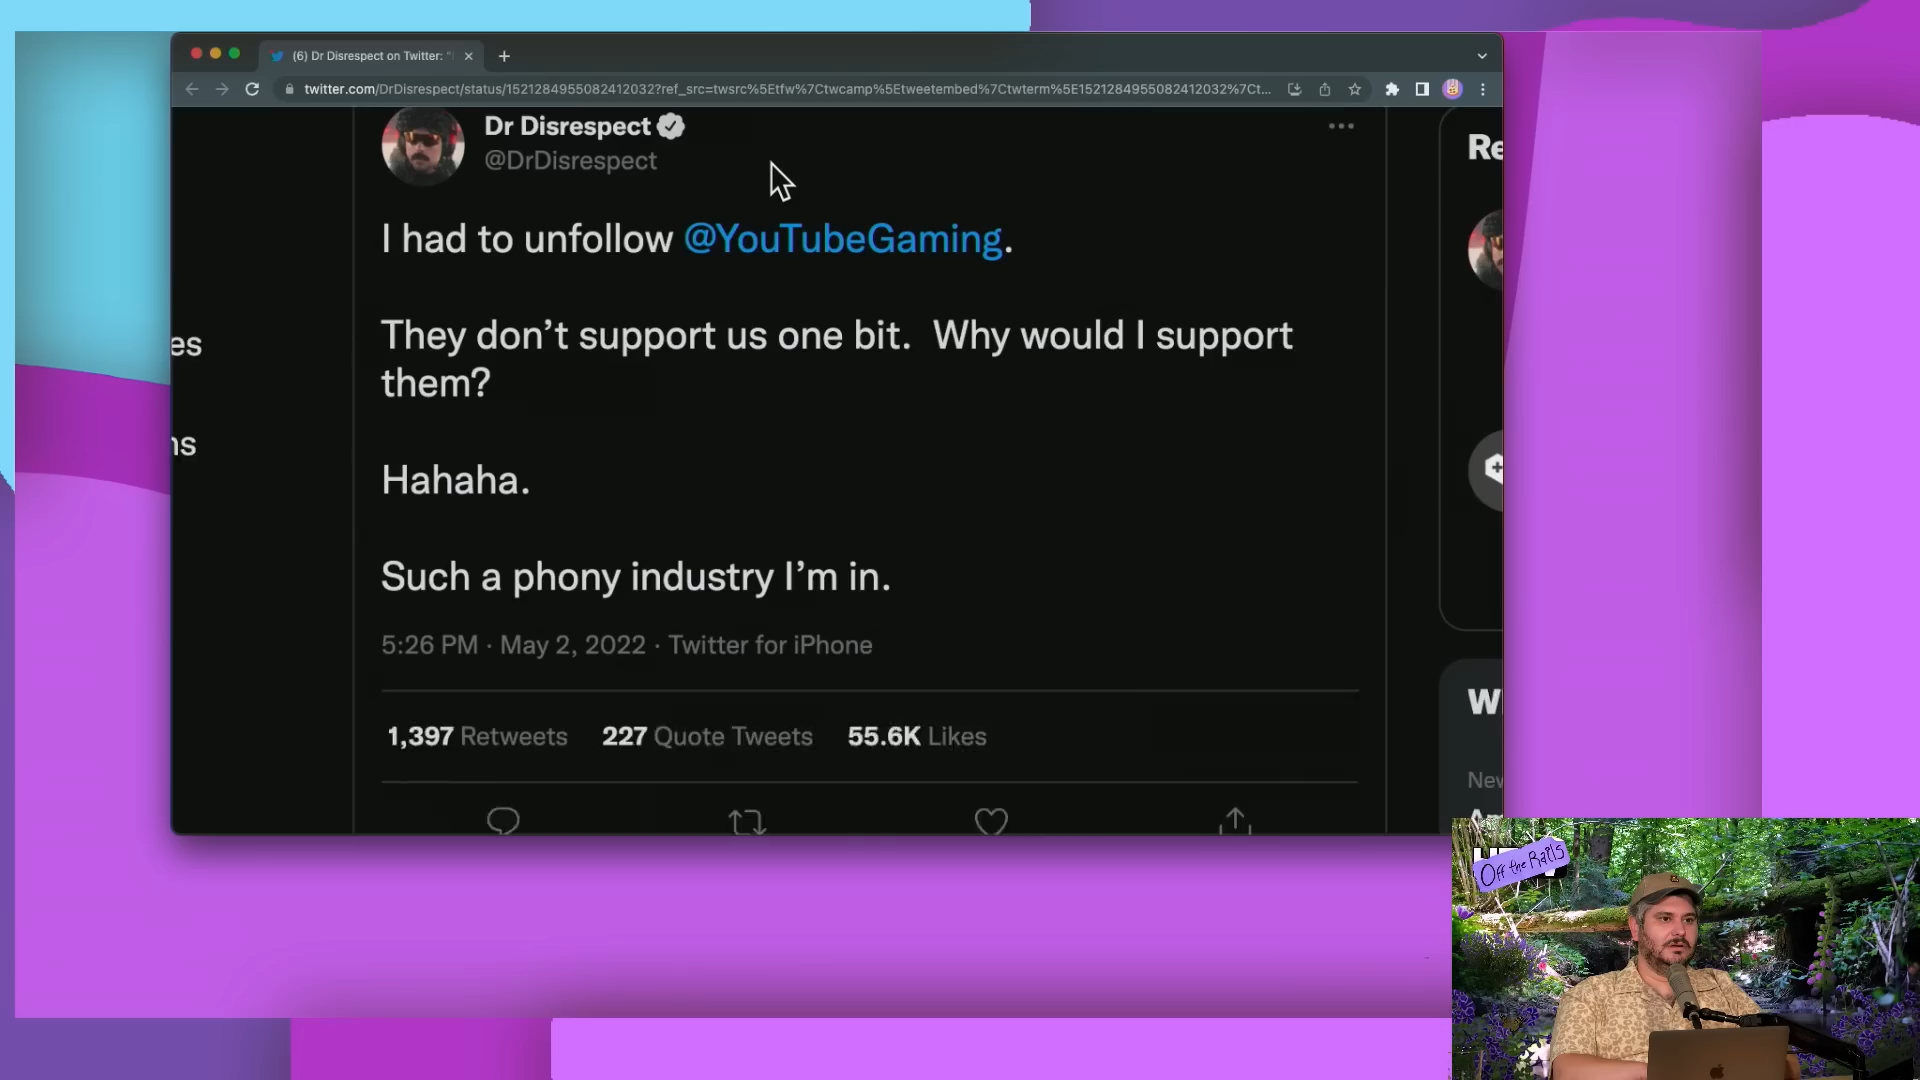 (6) Dr Disrespect on Twitter: "
twitter.com/DrDisrespect/status/1521284955082412032?ref_src=twsrc%5Etfw%7Ctwcamp%5Etweetembed%7Ctwterm%5E1521284955082412032%7Ct...
Dr Disrespect
@DrDisrespect
I had to unfollow @YouTubeGaming.
They don’t support us one bit.  Why would I support
them?
Hahaha.
Such a phony industry I’m in.
5:26 PM · May 2, 2022 · Twitter for iPhone
1,397 Retweets 227 Quote Tweets 55.6K Likes
es
ns
Re
W
New
Off the Rails